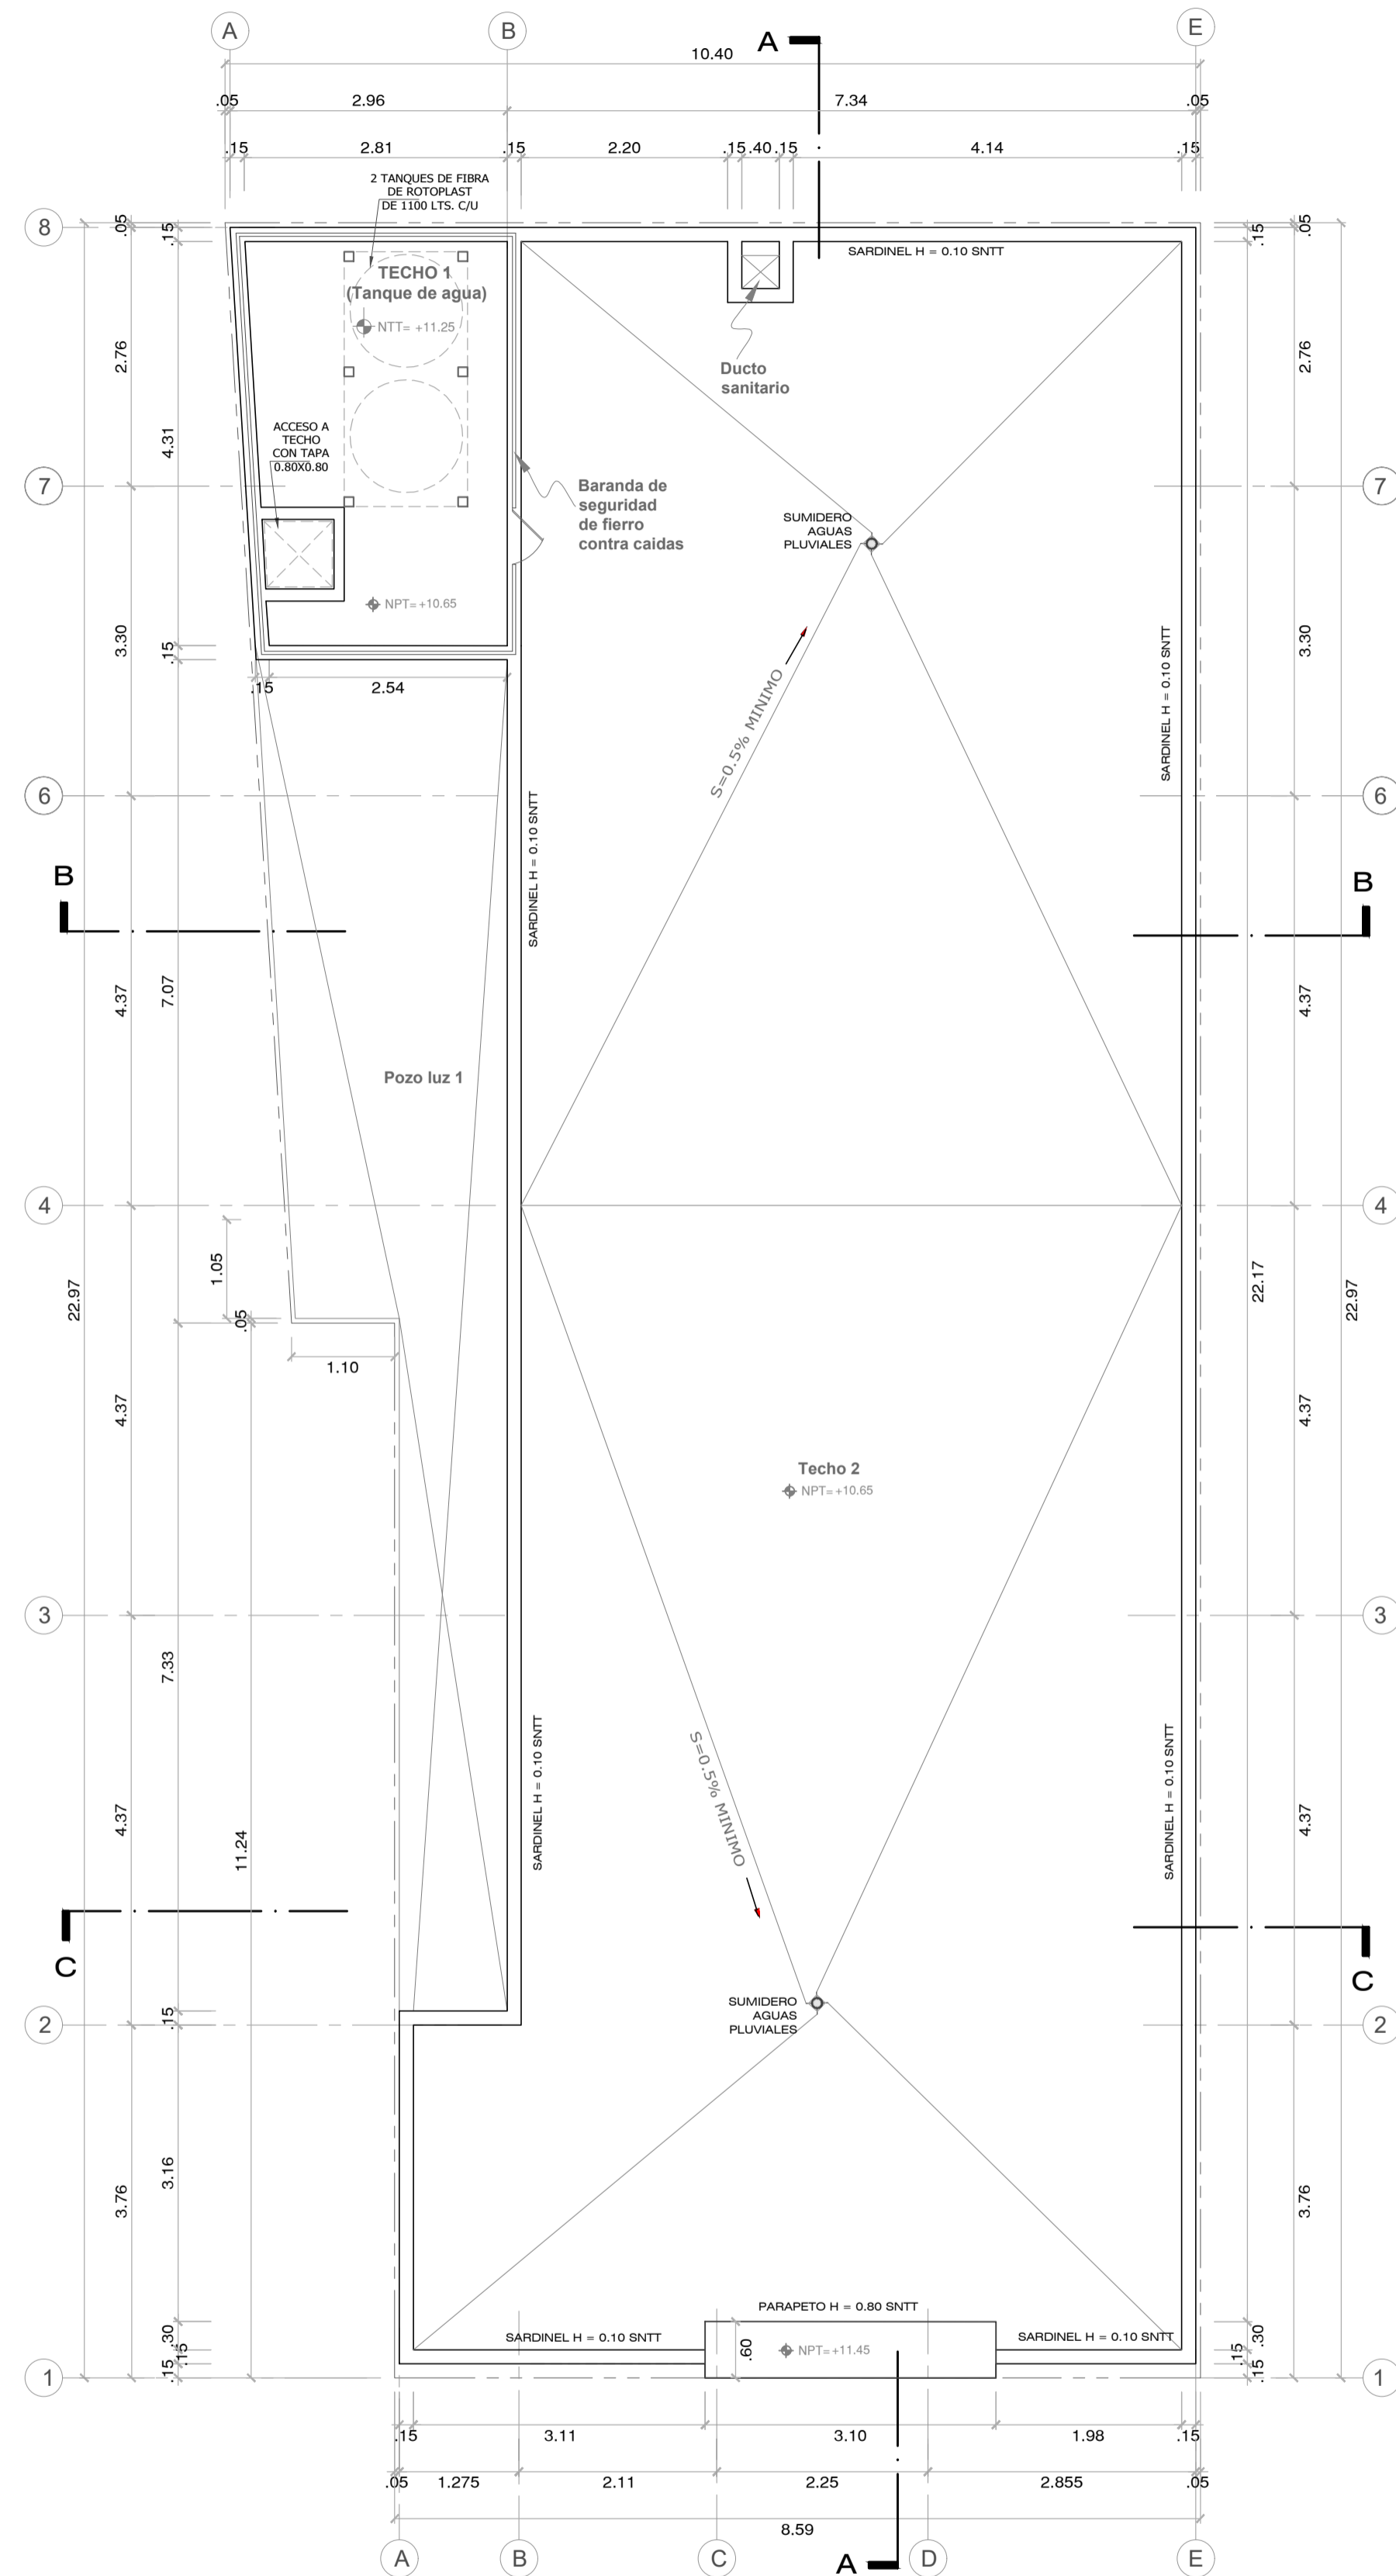 A
B
E
A
10.40
.05
2.96
7.34
.05
.15
2.81
.15
2.20
.15
.40
.15
4.14
.15
2 TANQUES DE FIBRA
DE ROTOPLAST
DE 1100 LTS. C/U
8
.05
.15
SARDINEL H = 0.10 SNTT
.15
.05
TECHO 1
(Tanque de agua)
NTT= +11.25
2.76
2.76
Ducto
sanitario
4.31
ACCESO A
TECHO
CON TAPA
0.80X0.80
7
7
Baranda de
seguridad
de fierro
contra caidas
SUMIDERO
AGUAS
PLUVIALES
NPT= +10.65
3.30
.15
3.30
.15
2.54
S=0.5% MINIMO
SARDINEL H = 0.10 SNTT
6
6
SARDINEL H = 0.10 SNTT
B
B
4.37
7.07
4.37
Pozo luz 1
4
4
1.05
22.97
.05
22.17
22.97
1.10
4.37
4.37
Techo 2
NPT= +10.65
3
3
7.33
SARDINEL H = 0.10 SNTT
SARDINEL H = 0.10 SNTT
S=0.5% MINIMO
4.37
11.24
4.37
C
C
SUMIDERO
AGUAS
PLUVIALES
2
.15
2
3.76
3.16
3.76
PARAPETO H = 0.80 SNTT
SARDINEL H = 0.10 SNTT
SARDINEL H = 0.10 SNTT
.60
NPT= +11.45
.30
.15
.15
.30
.15
.15
1
1
.15
3.11
3.10
1.98
.15
.05
1.275
2.11
2.25
2.855
.05
8.59
A
B
C
A
D
E